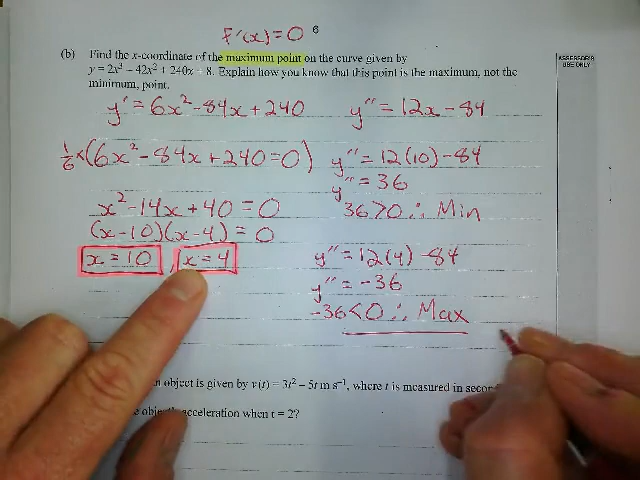 f'(x)=0
6
(b) Find the x-coordinate of the maximum point on the curve given by
y = 2x³ – 42x² + 240x – 8. Explain how you know that this point is the maximum, not the
minimum, point.
ASSESSOR'S
USE ONLY
y' = 6x² - 84x + 240
y'' = 12x - 84
1/6 × (6x² - 84x + 240 = 0)
y'' = 12(10) - 84
y'' = 36
x² - 14x + 40 = 0
36 > 0 ∴ Min
(x-10)(x-4) = 0
x = 10 , x = 4
y'' = 12(4) - 84
y'' = -36
-36 < 0 ∴ Max
object is given by v(t) = 3t² – 5t m s⁻¹, where t is measured in
acceleration when t = 2?